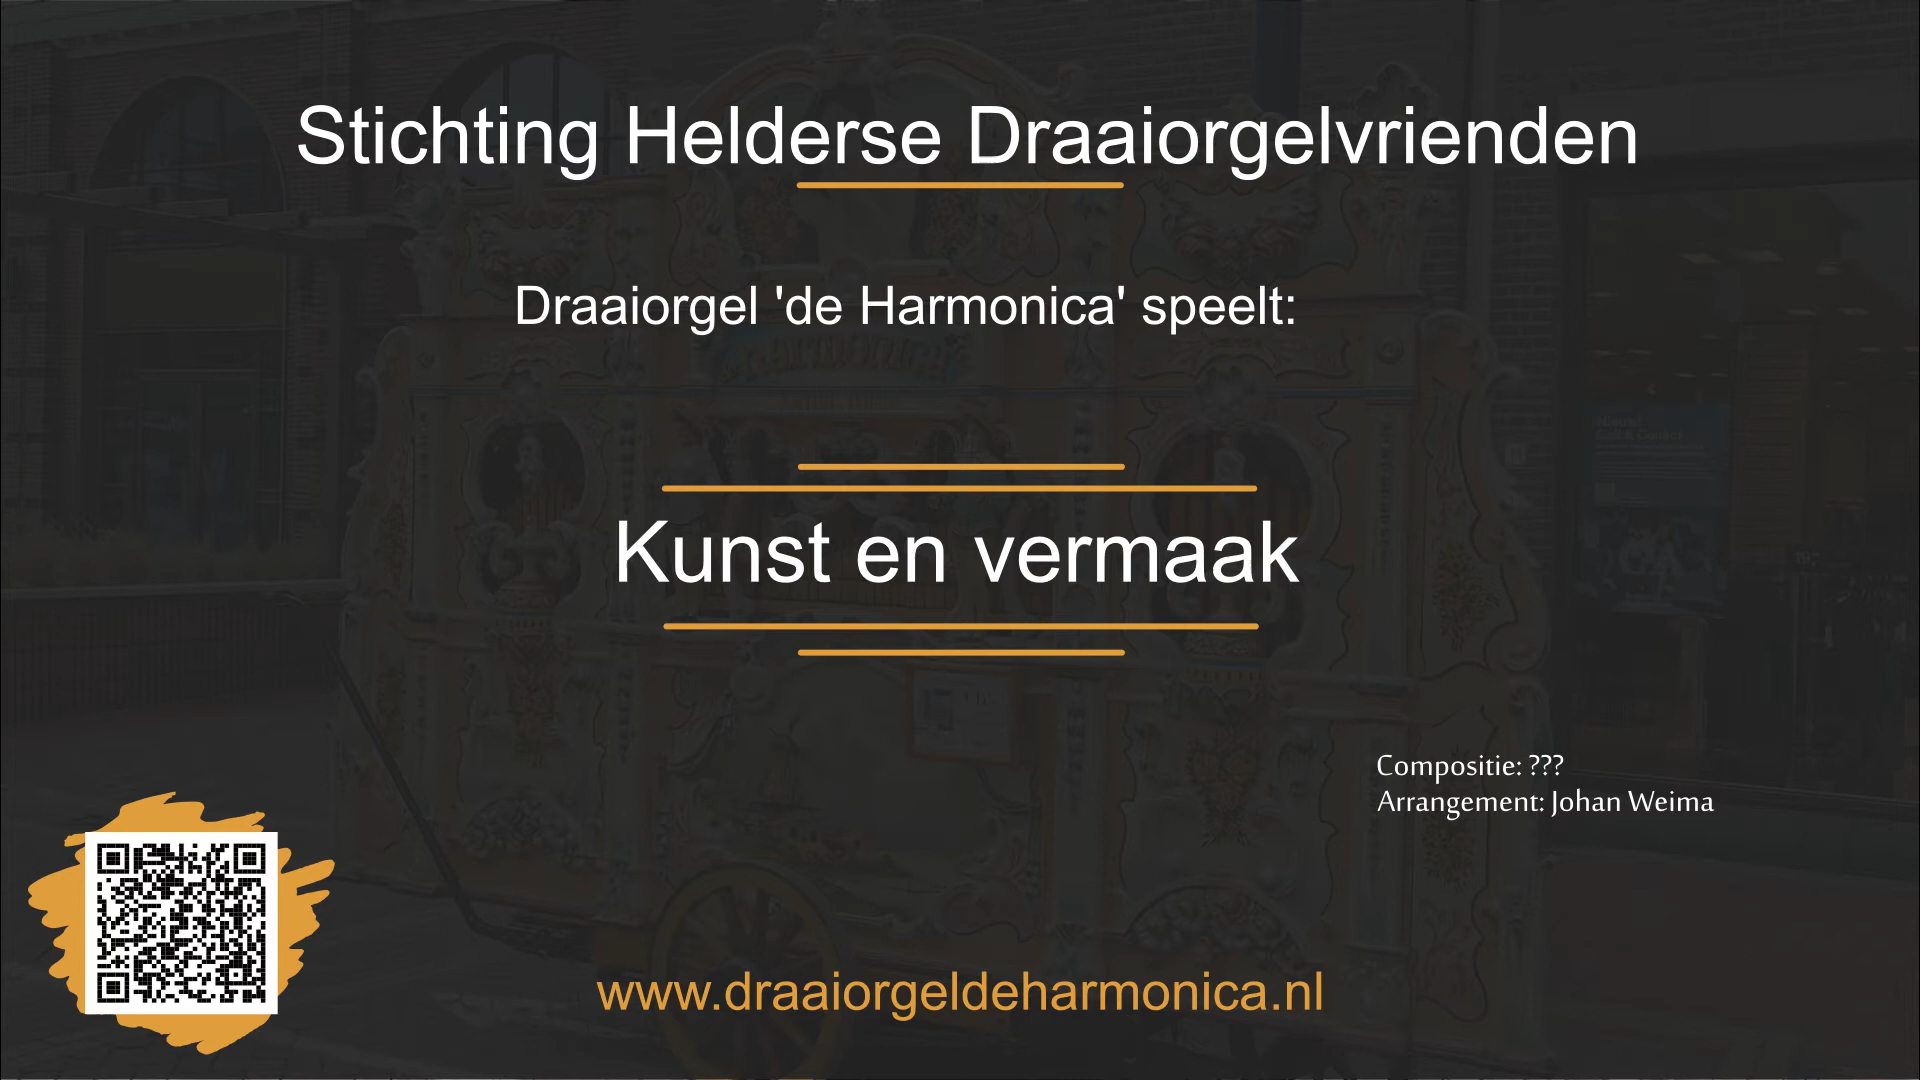 Stichting Helderse Draaiorgelvrienden
Draaiorgel 'de Harmonica' speelt:
Kunst en vermaak
Compositie: ???
Arrangement: Johan Weima
www.draaiorgeldeharmonica.nl